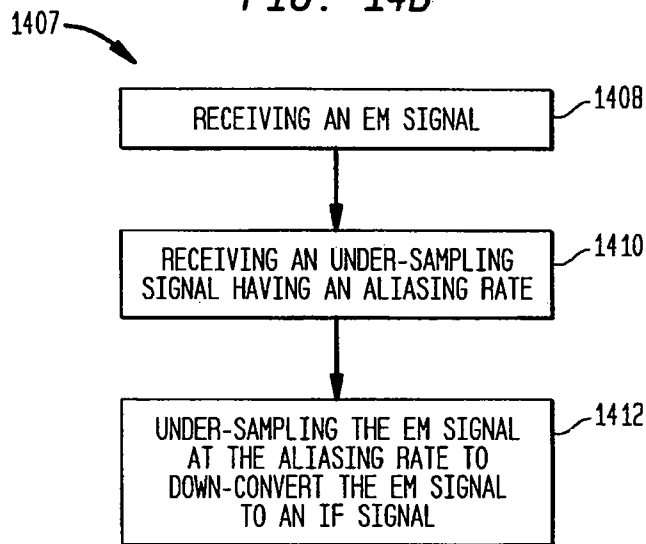 FIG. 14B
1407
RECEIVING AN EM SIGNAL
1408
RECEIVING AN UNDER-SAMPLING
SIGNAL HAVING AN ALIASING RATE
1410
UNDER-SAMPLING THE EM SIGNAL
AT THE ALIASING RATE TO
DOWN-CONVERT THE EM SIGNAL
TO AN IF SIGNAL
1412